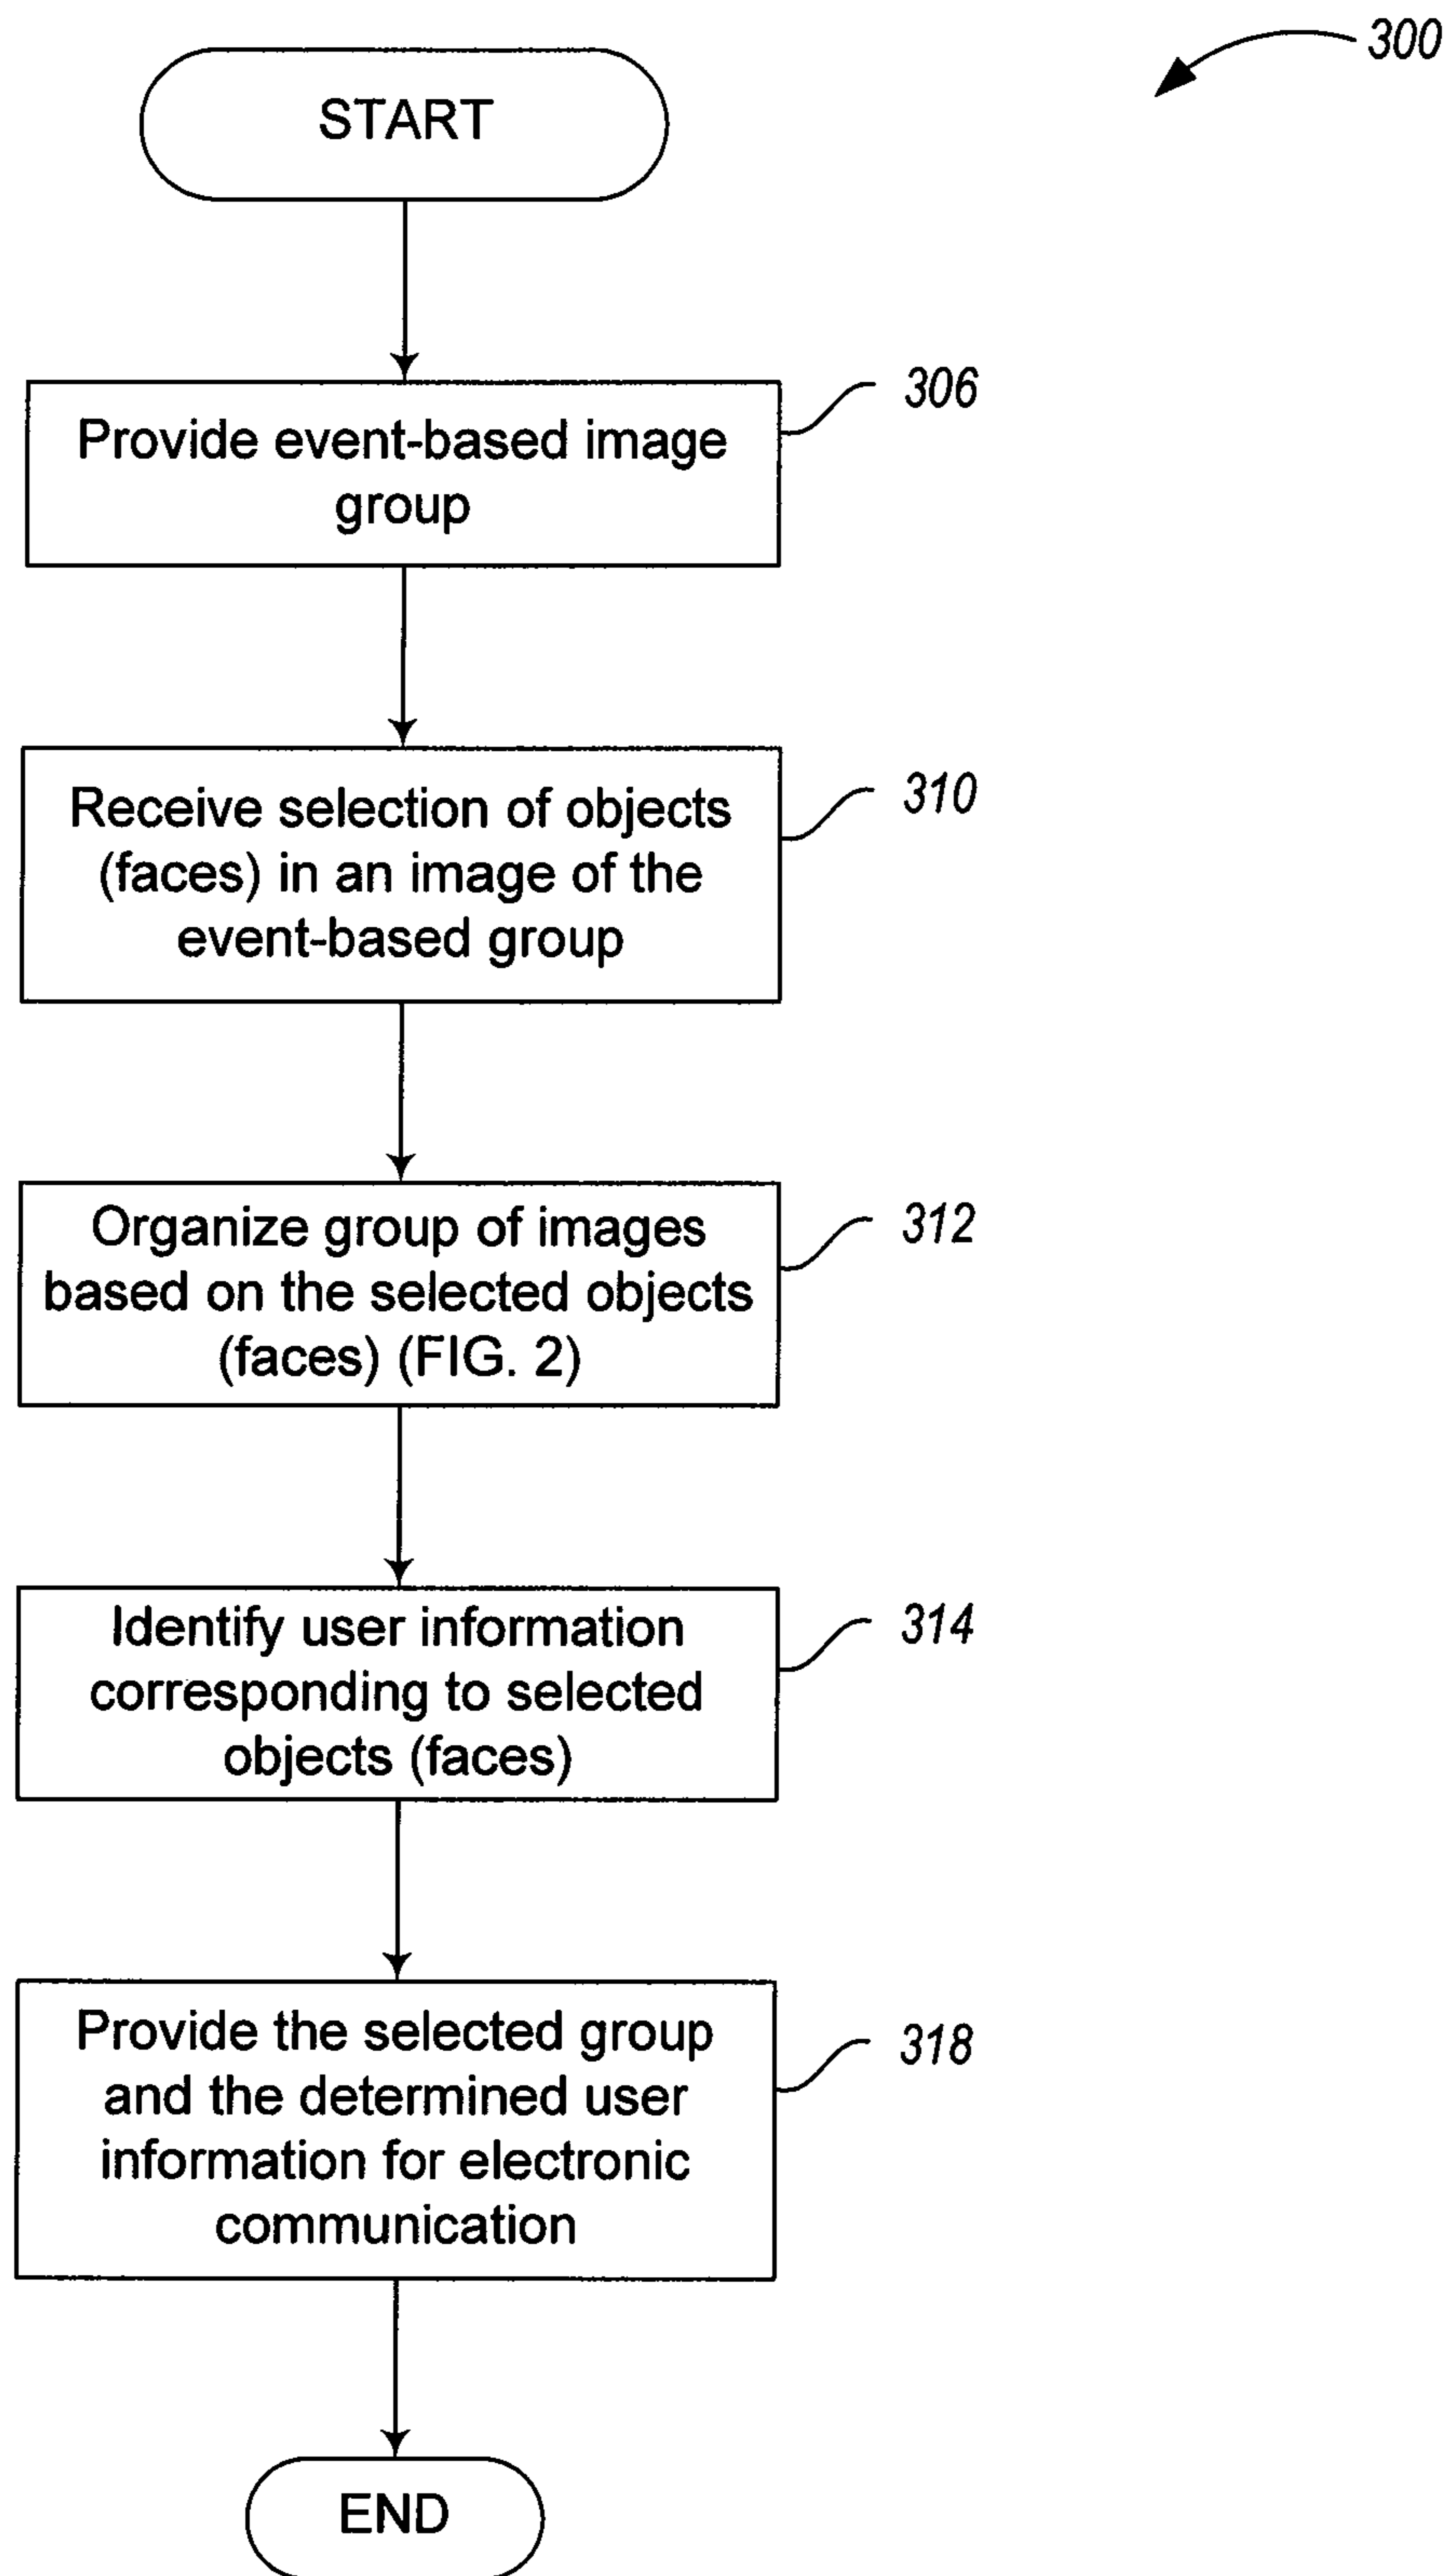 300
START
306
Provide event-based image
group
310
Receive selection of objects
(faces) in an image of the
event-based group
312
Organize group of images
based on the selected objects
(faces) (FIG. 2)
314
Identify user information
corresponding to selected
objects (faces)
318
Provide the selected group
and the determined user
information for electronic
communication
END